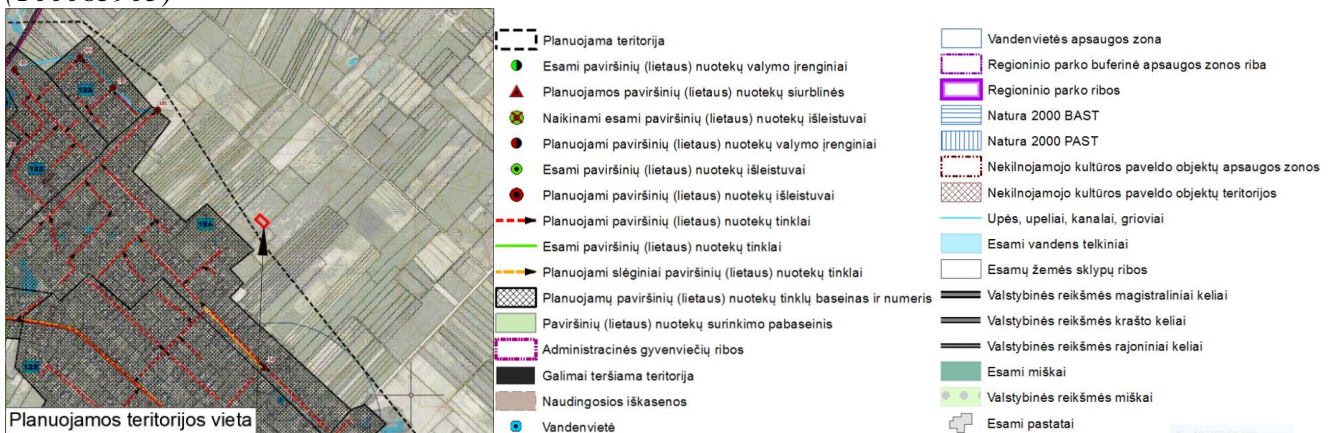 Planuojama teritorija
Esami paviršinių (lietaus) nuotekų valymo įrenginiai
Planuojamos paviršinių (lietaus) nuotekų siurblinės
Naikinami esami paviršinių (lietaus) nuotekų išleistuvai
Planuojami paviršinių (lietaus) nuotekų valymo įrenginiai
Esami paviršinių (lietaus) nuotekų išleistuvai
Planuojami paviršinių (lietaus) nuotekų išleistuvai
Planuojami paviršinių (lietaus) nuotekų tinklai
Esami paviršinių (lietaus) nuotekų tinklai
Planuojami slėginiai paviršinių (lietaus) nuotekų tinklai
Planuojamų paviršinių (lietaus) nuotekų tinklų baseinas ir numeris
Paviršinių (lietaus) nuotekų surinkimo pabaseinis
Administracinės gyvenviečių ribos
Galimai teršiama teritorija
Naudingosios iškasenos
Vandenvietė
Vandenvietės apsaugos zona
Regioninio parko buferinė apsaugos zonos riba
Regioninio parko ribos
Natura 2000 BAST
Natura 2000 PAST
Nekilnojamo kultūros paveldo objektų apsaugos zonos
Nekilnojamojo kultūros paveldo objektų teritorijos
Upės, upeliai, kanalai, grioviai
Esami vandens telkiniai
Esamų žemės sklypų ribos
Valstybinės reikšmės magistraliniai keliai
Valstybinės reikšmės krašto keliai
Valstybinės reikšmės rajoniniai keliai
Esami miškai
Valstybinės reikšmės miškai
Esami pastatai
Planuojamos teritorijos vieta